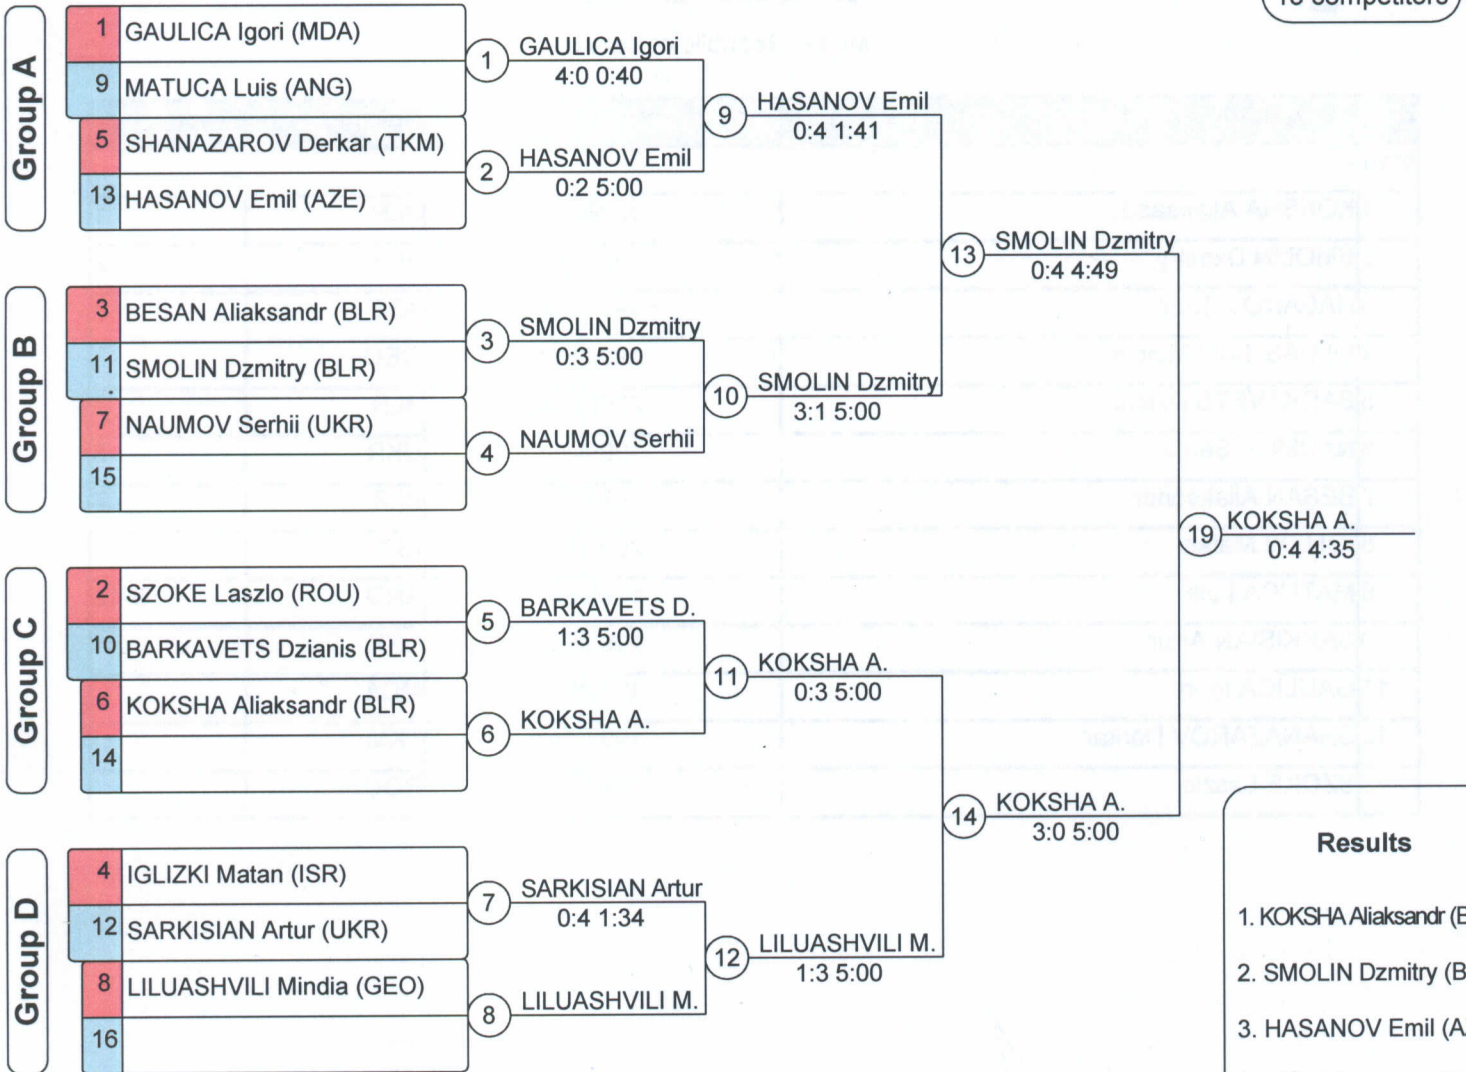 competitors
Group A
1 GAULICA Igori (MDA)
9 MATUCA Luis (ANG)
5 SHANAZAROV Derkar (TKM)
13 HASANOV Emil (AZE)
1 GAULICA Igori
4:0 0:40
2 HASANOV Emil
0:2 5:00
9 HASANOV Emil
0:4 1:41
Group B
3 BESAN Aliaksandr (BLR)
11 SMOLIN Dzmitry (BLR)
7 NAUMOV Serhii (UKR)
15
3 SMOLIN Dzmitry
0:3 5:00
4 NAUMOV Serhii
10 SMOLIN Dzmitry
3:1 5:00
13 SMOLIN Dzmitry
0:4 4:49
Group C
2 SZOKE Laszlo (ROU)
10 BARKAVETS Dzianis (BLR)
6 KOKSHA Aliaksandr (BLR)
14
5 BARKAVETS D.
1:3 5:00
6 KOKSHA A.
11 KOKSHA A.
0:3 5:00
Group D
4 IGLIZKI Matan (ISR)
12 SARKISIAN Artur (UKR)
8 LILUASHVILI Mindia (GEO)
16
7 SARKISIAN Artur
0:4 1:34
8 LILUASHVILI M.
12 LILUASHVILI M.
1:3 5:00
14 KOKSHA A.
3:0 5:00
19 KOKSHA A.
0:4 4:35
Results
1. KOKSHA Aliaksandr (B
2. SMOLIN Dzmitry (B
3. HASANOV Emil (A